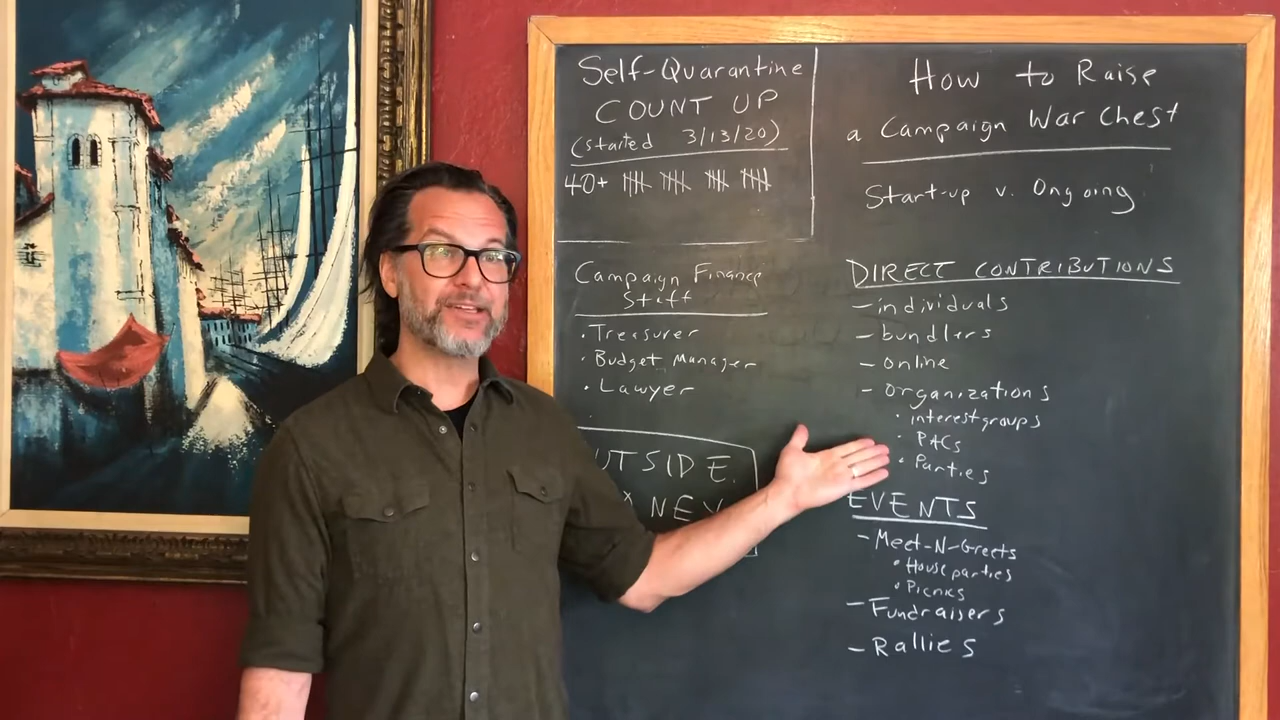 Self-Quarantine
COUNT UP
(started 3/13/20)
40+
Campaign Finance
Staff
• Treasurer
• Budget Manager
• Lawyer
UTSIDE
NEY
How to Raise
a Campaign War Chest
Start-up v. Ongoing
DIRECT CONTRIBUTIONS
- individuals
- bundlers
- online
- organizations
• interest groups
• PACs
• Parties
EVENTS
- Meet-N-Greets
• House parties
• Picnics
- Fundraisers
- Rallies